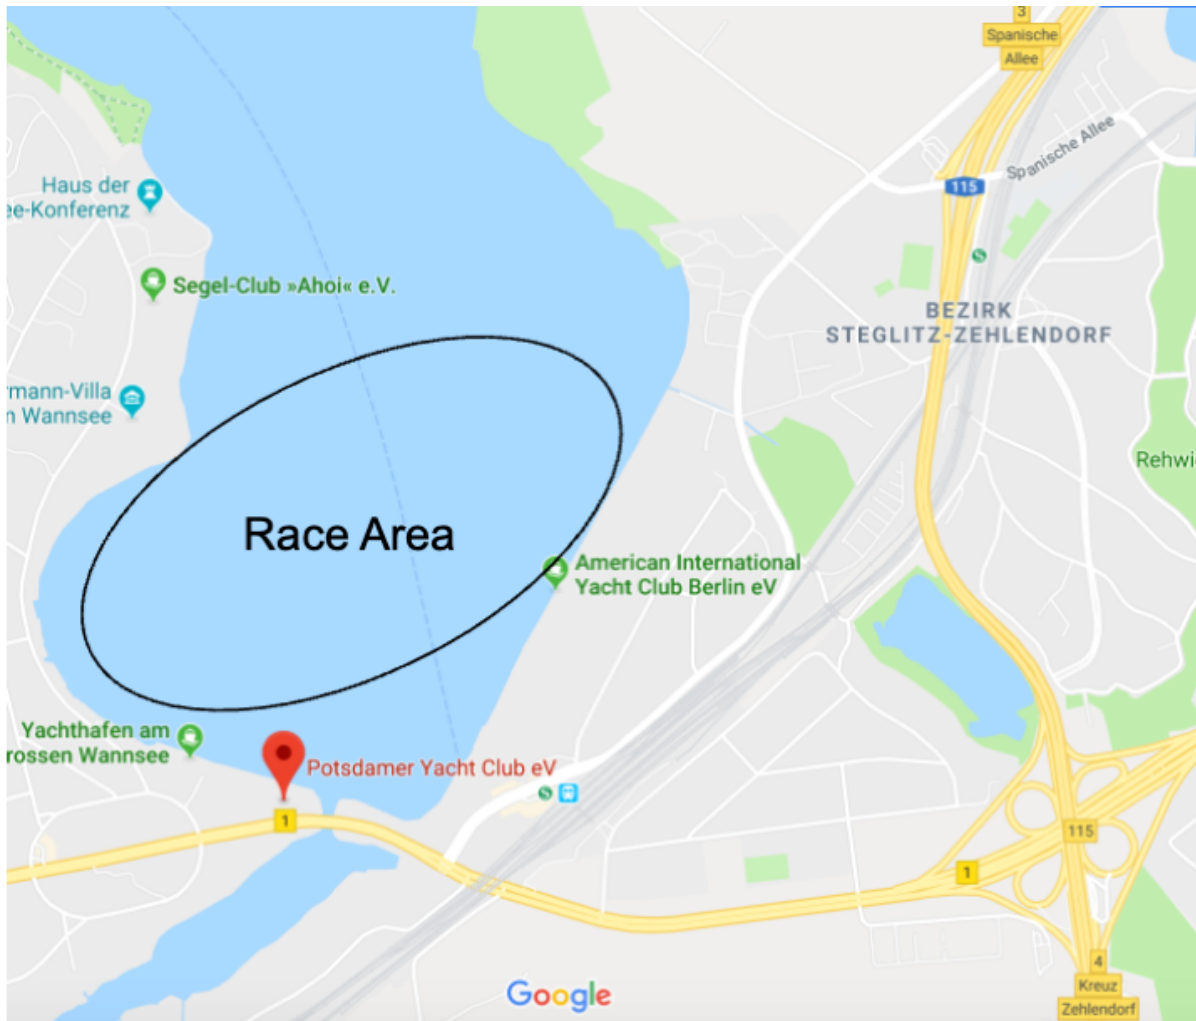 3
Spanische
Allee
Spanische Allee
115
Haus der
ee-Konferenz
Segel-Club »Ahoi« e.V.
BEZIRK
STEGLITZ-ZEHLENDORF
rmann-Villa
n Wannsee
Rehwi
Race Area
American International
Yacht Club Berlin eV
Yachthafen am
rossen Wannsee
Potsdamer Yacht Club eV
S
1
115
1
4
Kreuz
Zehlendorf
Google